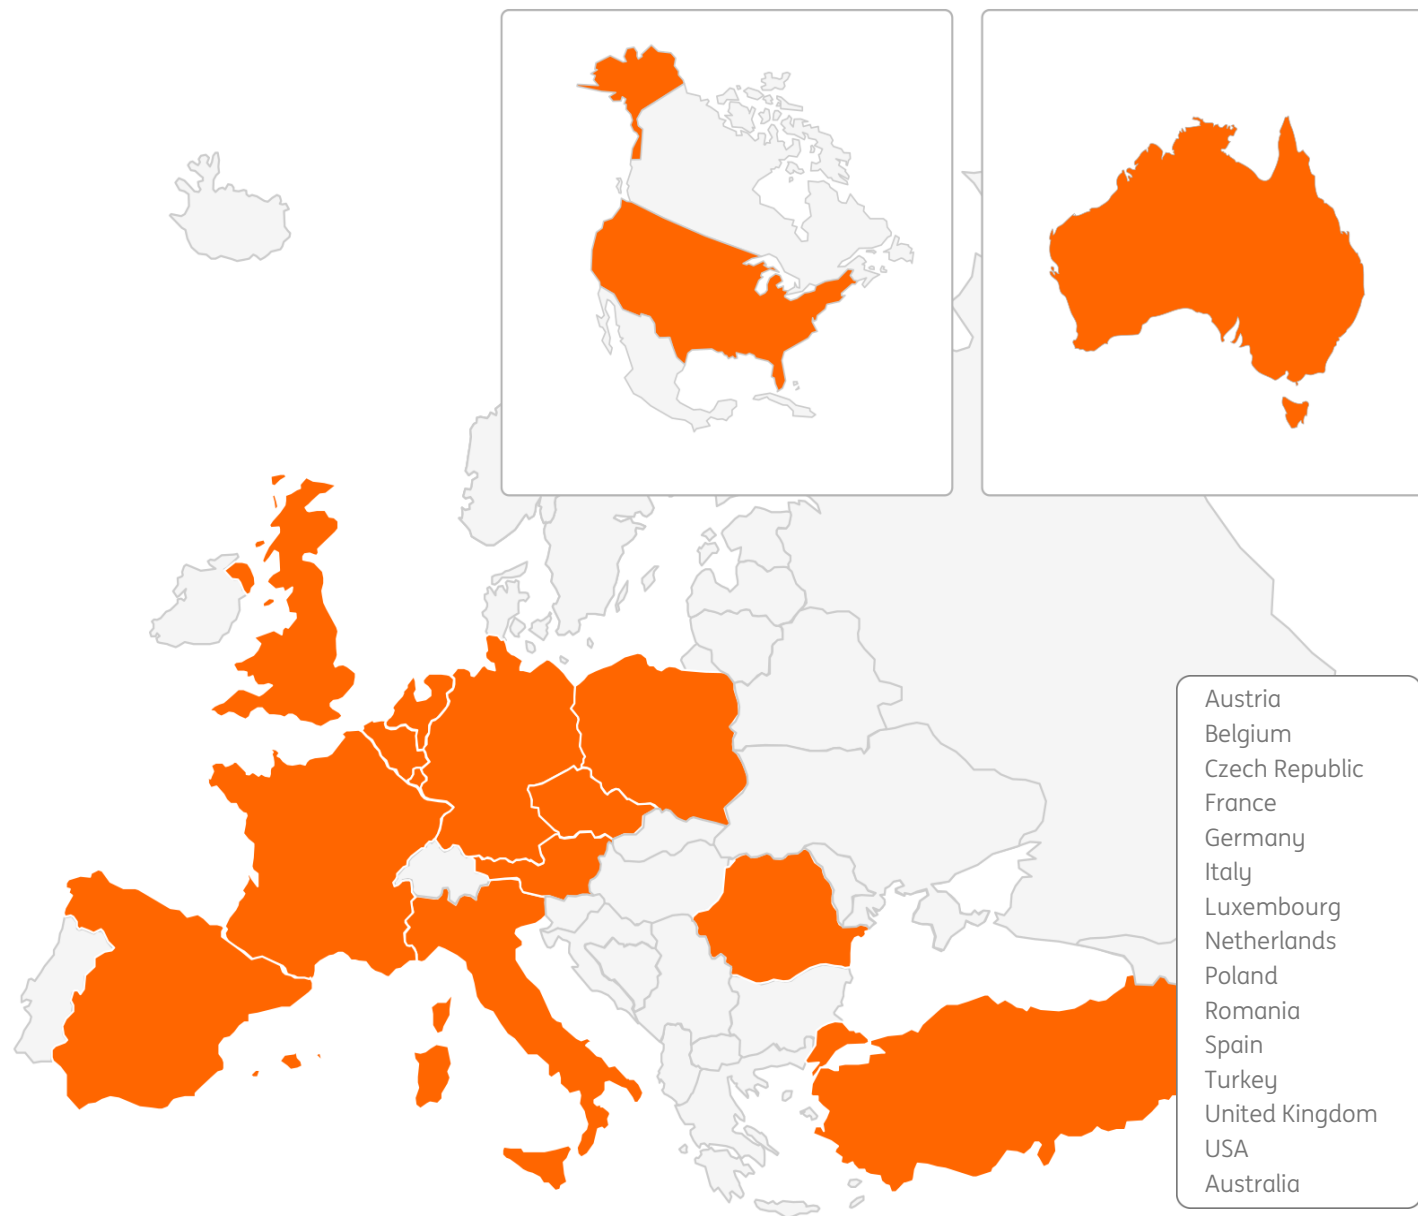 Austria
Belgium
Czech Republic
France
Germany
Italy
Luxembourg
Netherlands
Poland
Romania
Spain
Turkey
United Kingdom
USA
Australia